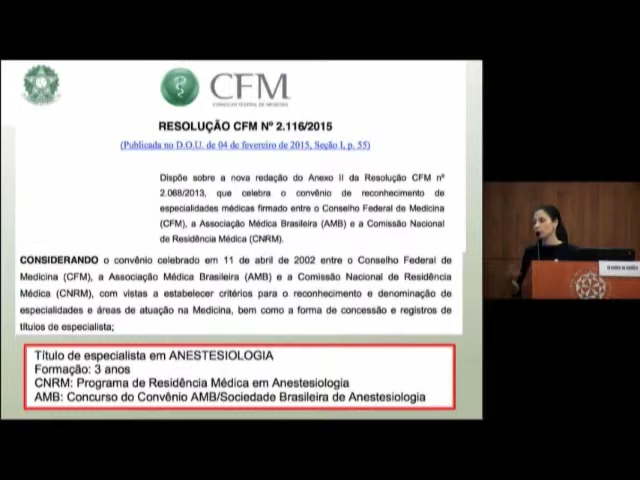 CFM
CONSELHO FEDERAL DE MEDICINA
RESOLUÇÃO CFM Nº 2.116/2015
(Publicada no D.O.U. de 04 de fevereiro de 2015, Seção I, p. 55)
Dispõe sobre a nova redação do Anexo II da Resolução CFM nº
2.068/2013, que celebra o convênio de reconhecimento de
especialidades médicas firmado entre o Conselho Federal de Medicina
(CFM), a Associação Médica Brasileira (AMB) e a Comissão Nacional
de Residência Médica (CNRM).
CONSIDERANDO o convênio celebrado em 11 de abril de 2002 entre o Conselho Federal de
Medicina (CFM), a Associação Médica Brasileira (AMB) e a Comissão Nacional de Residência
Médica (CNRM), com vistas a estabelecer critérios para o reconhecimento e denominação de
especialidades e áreas de atuação na Medicina, bem como a forma de concessão e registros de
títulos de especialista;
Título de especialista em ANESTESIOLOGIA
Formação: 3 anos
CNRM: Programa de Residência Médica em Anestesiologia
AMB: Concurso do Convênio AMB/Sociedade Brasileira de Anestesiologia